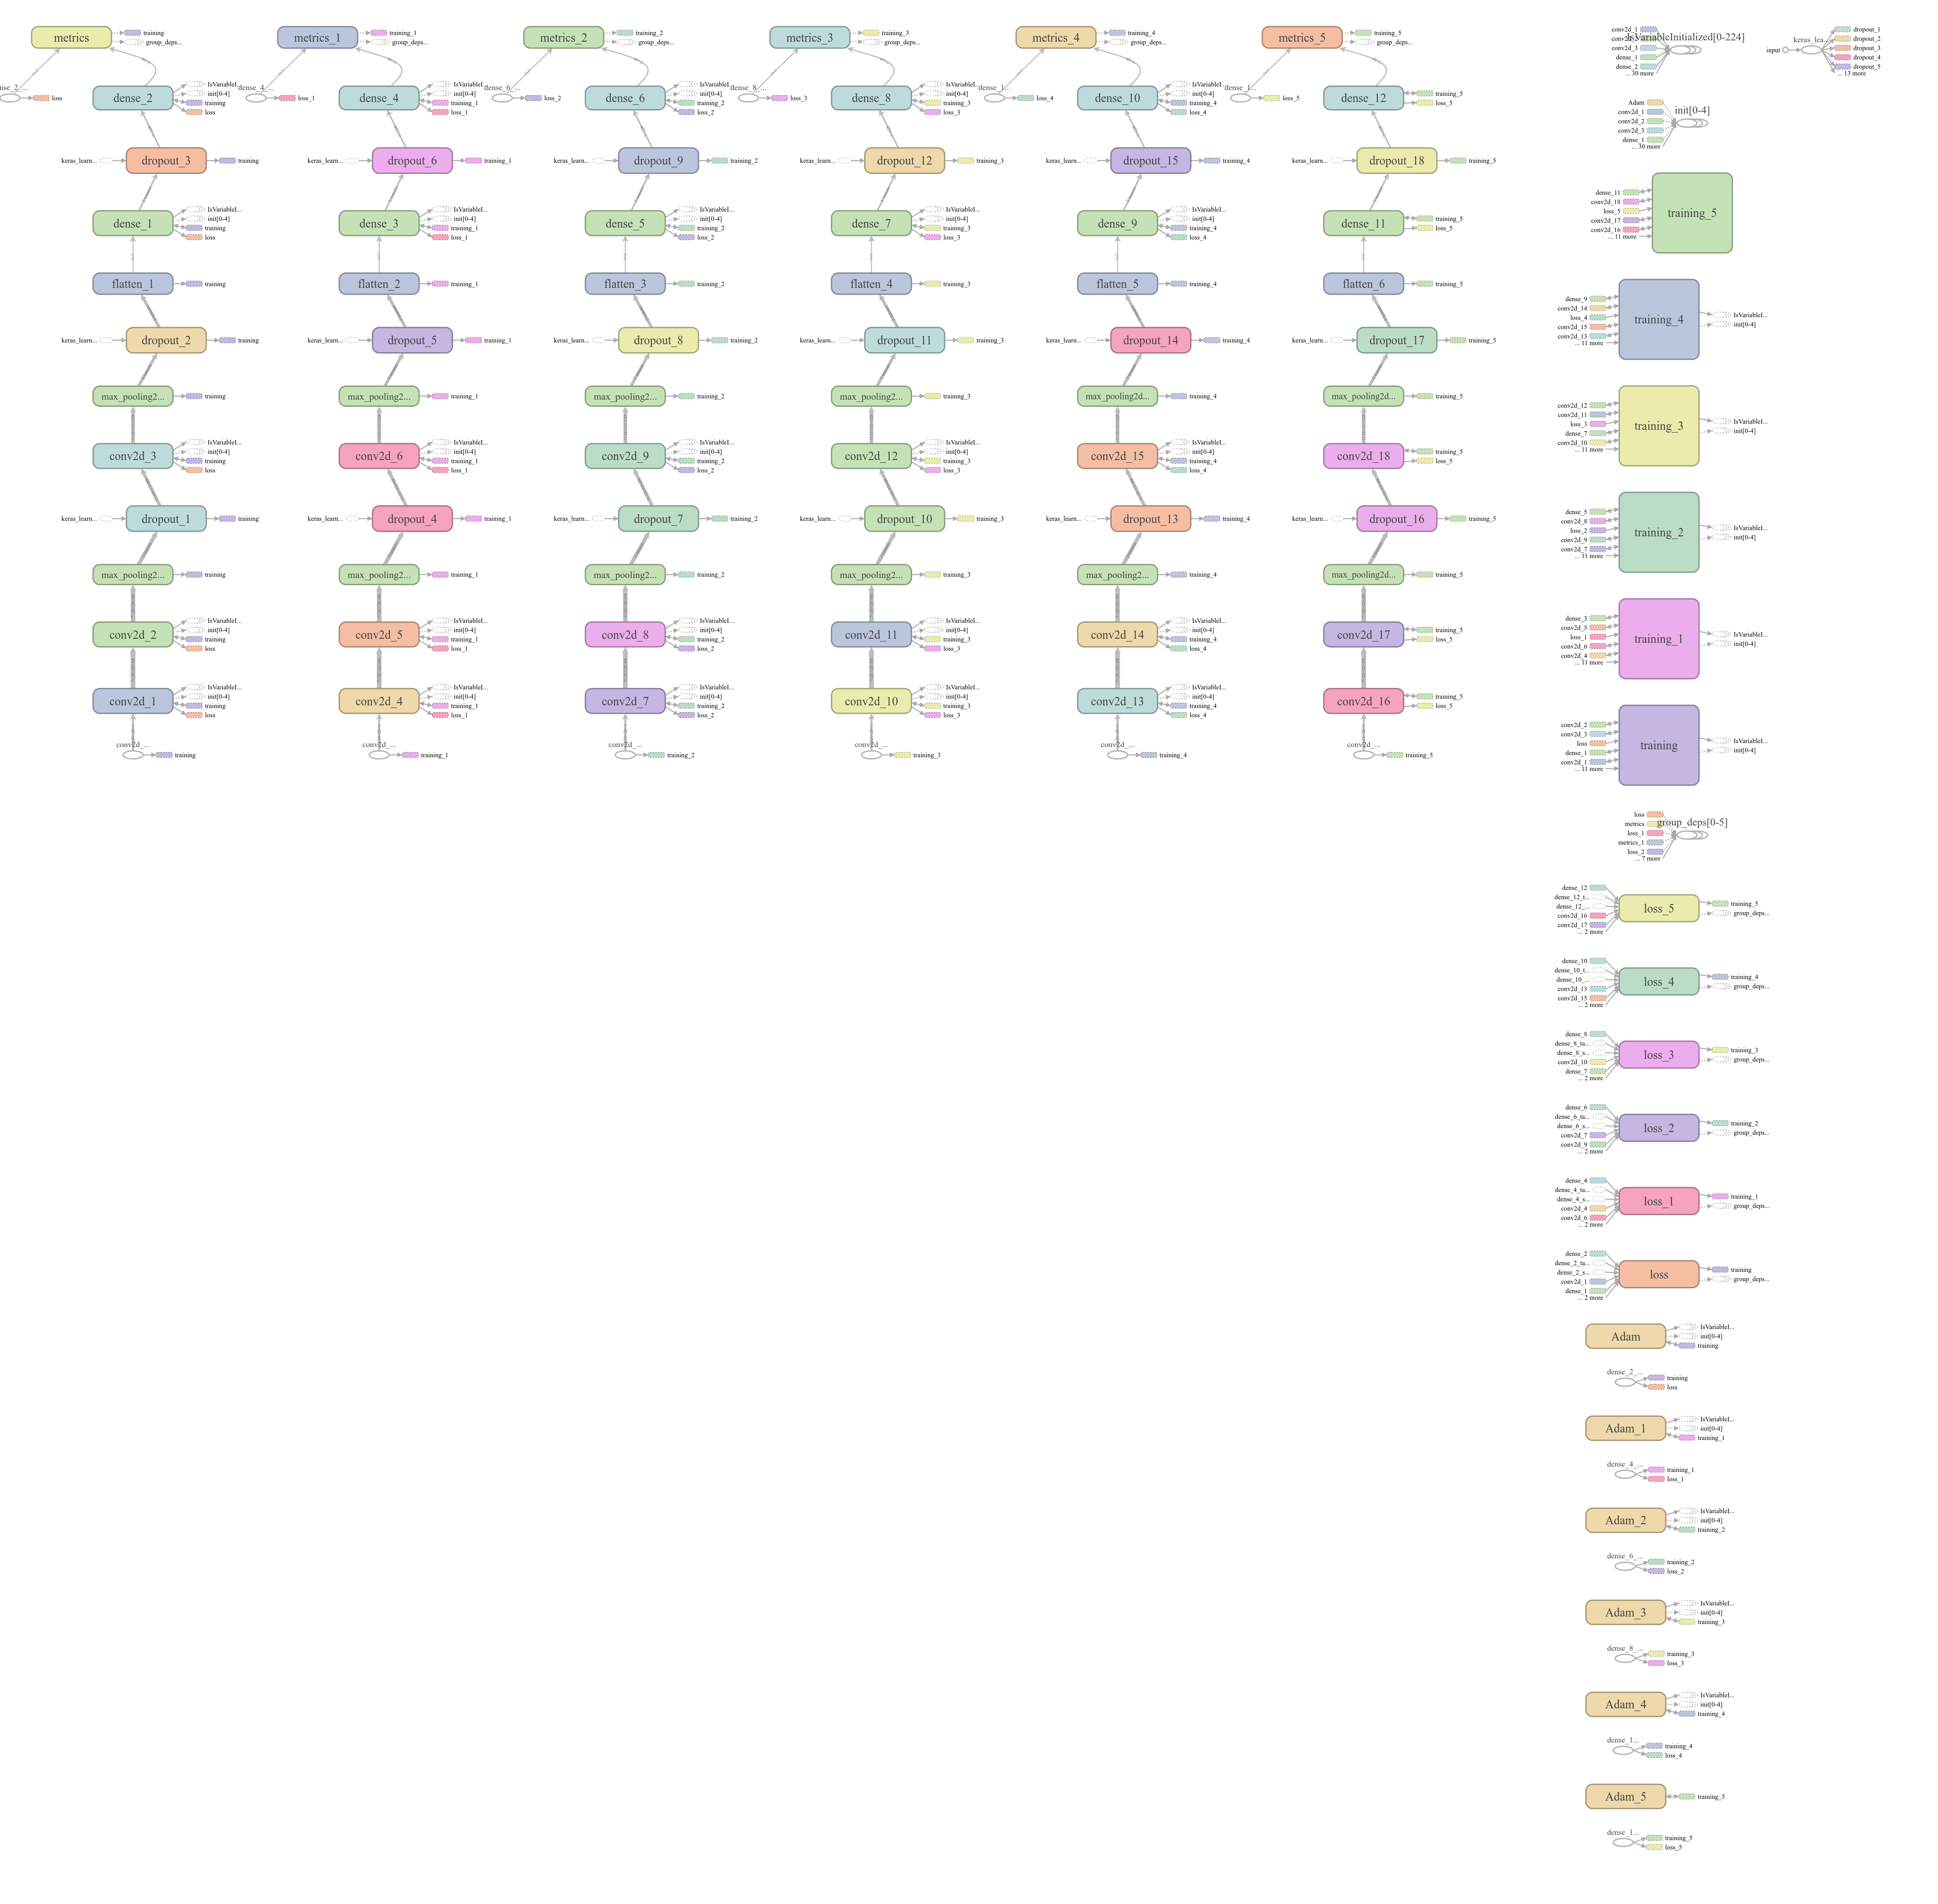 metrics
training
group_deps...
dense_2_...
loss
dense_2
IsVariableI...
init[0-4]
training
loss
keras_learn...
dropout_3
training
dense_1
IsVariableI...
init[0-4]
training
loss
flatten_1
training
keras_learn...
dropout_2
training
max_pooling2...
training
conv2d_3
IsVariableI...
init[0-4]
training
loss
keras_learn...
dropout_1
training
max_pooling2...
training
conv2d_2
IsVariableI...
init[0-4]
training
loss
conv2d_1
IsVariableI...
init[0-4]
training
loss
conv2d_...
training
metrics_1
training_1
group_deps...
dense_4_...
loss_1
dense_4
IsVariableI...
init[0-4]
training_1
loss_1
keras_learn...
dropout_6
training_1
dense_3
IsVariableI...
init[0-4]
training_1
loss_1
flatten_2
training_1
keras_learn...
dropout_5
training_1
max_pooling2...
training_1
conv2d_6
IsVariableI...
init[0-4]
training_1
loss_1
keras_learn...
dropout_4
training_1
max_pooling2...
training_1
conv2d_5
IsVariableI...
init[0-4]
training_1
loss_1
conv2d_4
IsVariableI...
init[0-4]
training_1
loss_1
conv2d_...
training_1
metrics_2
training_2
group_deps...
dense_6_...
loss_2
dense_6
IsVariableI...
init[0-4]
training_2
loss_2
keras_learn...
dropout_9
training_2
dense_5
IsVariableI...
init[0-4]
training_2
loss_2
flatten_3
training_2
keras_learn...
dropout_8
training_2
max_pooling2...
training_2
conv2d_9
IsVariableI...
init[0-4]
training_2
loss_2
keras_learn...
dropout_7
training_2
max_pooling2...
training_2
conv2d_8
IsVariableI...
init[0-4]
training_2
loss_2
conv2d_7
IsVariableI...
init[0-4]
training_2
loss_2
conv2d_...
training_2
metrics_3
training_3
group_deps...
dense_8_...
loss_3
dense_8
IsVariableI...
init[0-4]
training_3
loss_3
keras_learn...
dropout_12
training_3
dense_7
IsVariableI...
init[0-4]
training_3
loss_3
flatten_4
training_3
keras_learn...
dropout_11
training_3
max_pooling2...
training_3
conv2d_12
IsVariableI...
init[0-4]
training_3
loss_3
keras_learn...
dropout_10
training_3
max_pooling2...
training_3
conv2d_11
IsVariableI...
init[0-4]
training_3
loss_3
conv2d_10
IsVariableI...
init[0-4]
training_3
loss_3
conv2d_...
training_3
metrics_4
training_4
group_deps...
dense_1...
loss_4
dense_10
IsVariableI...
init[0-4]
training_4
loss_4
keras_learn...
dropout_15
training_4
dense_9
IsVariableI...
init[0-4]
training_4
loss_4
flatten_5
training_4
keras_learn...
dropout_14
training_4
max_pooling2d...
training_4
conv2d_15
IsVariableI...
init[0-4]
training_4
loss_4
keras_learn...
dropout_13
training_4
max_pooling2...
training_4
conv2d_14
IsVariableI...
init[0-4]
training_4
loss_4
conv2d_13
IsVariableI...
init[0-4]
training_4
loss_4
conv2d_...
training_4
metrics_5
training_5
group_deps...
dense_1...
loss_5
dense_12
training_5
loss_5
keras_learn...
dropout_18
training_5
dense_11
training_5
loss_5
flatten_6
training_5
keras_learn...
dropout_17
training_5
max_pooling2d...
training_5
conv2d_18
training_5
loss_5
keras_learn...
dropout_16
training_5
max_pooling2d...
training_5
conv2d_17
training_5
loss_5
conv2d_16
training_5
loss_5
conv2d_...
training_5
conv2d_1
IsVariableInitialized[0-224]
conv2d_3
dense_1
dense_2
... 30 more
input
keras_lea...
dropout_1
dropout_2
dropout_3
dropout_4
dropout_5
... 13 more
Adam
conv2d_1
conv2d_2
conv2d_3
dense_1
... 30 more
init[0-4]
dense_11
conv2d_18
loss_5
conv2d_17
conv2d_16
... 11 more
training_5
dense_9
conv2d_14
loss_4
conv2d_15
conv2d_13
... 11 more
training_4
IsVariableI...
init[0-4]
conv2d_12
conv2d_11
loss_3
dense_7
conv2d_10
... 11 more
training_3
IsVariableI...
init[0-4]
dense_5
conv2d_8
loss_2
conv2d_9
conv2d_7
... 11 more
training_2
IsVariableI...
init[0-4]
dense_3
conv2d_5
loss_1
conv2d_6
conv2d_4
... 11 more
training_1
IsVariableI...
init[0-4]
conv2d_2
conv2d_3
loss
dense_1
conv2d_1
... 11 more
training
IsVariableI...
init[0-4]
loss
metrics
loss_1
metrics_1
loss_2
... 7 more
group_deps[0-5]
dense_12
dense_12_t...
dense_12_...
conv2d_16
conv2d_17
... 2 more
loss_5
training_5
group_deps...
dense_10
dense_10_t...
dense_10_...
conv2d_13
conv2d_15
... 2 more
loss_4
training_4
group_deps...
dense_8
dense_8_ta...
dense_8_s...
conv2d_10
dense_7
... 2 more
loss_3
training_3
group_deps...
dense_6
dense_6_ta...
dense_6_s...
conv2d_7
conv2d_9
... 2 more
loss_2
training_2
group_deps...
dense_4
dense_4_ta...
dense_4_s...
conv2d_4
conv2d_6
... 2 more
loss_1
training_1
group_deps...
dense_2
dense_2_ta...
dense_2_s...
conv2d_1
dense_1
... 2 more
loss
training
group_deps...
Adam
IsVariableI...
init[0-4]
training
dense_2_...
training
loss
Adam_1
IsVariableI...
init[0-4]
training_1
dense_4_...
training_1
loss_1
Adam_2
IsVariableI...
init[0-4]
training_2
dense_6_...
training_2
loss_2
Adam_3
IsVariableI...
init[0-4]
training_3
dense_8_...
training_3
loss_3
Adam_4
IsVariableI...
init[0-4]
training_4
dense_1...
training_4
loss_4
Adam_5
training_5
dense_1...
training_5
loss_5